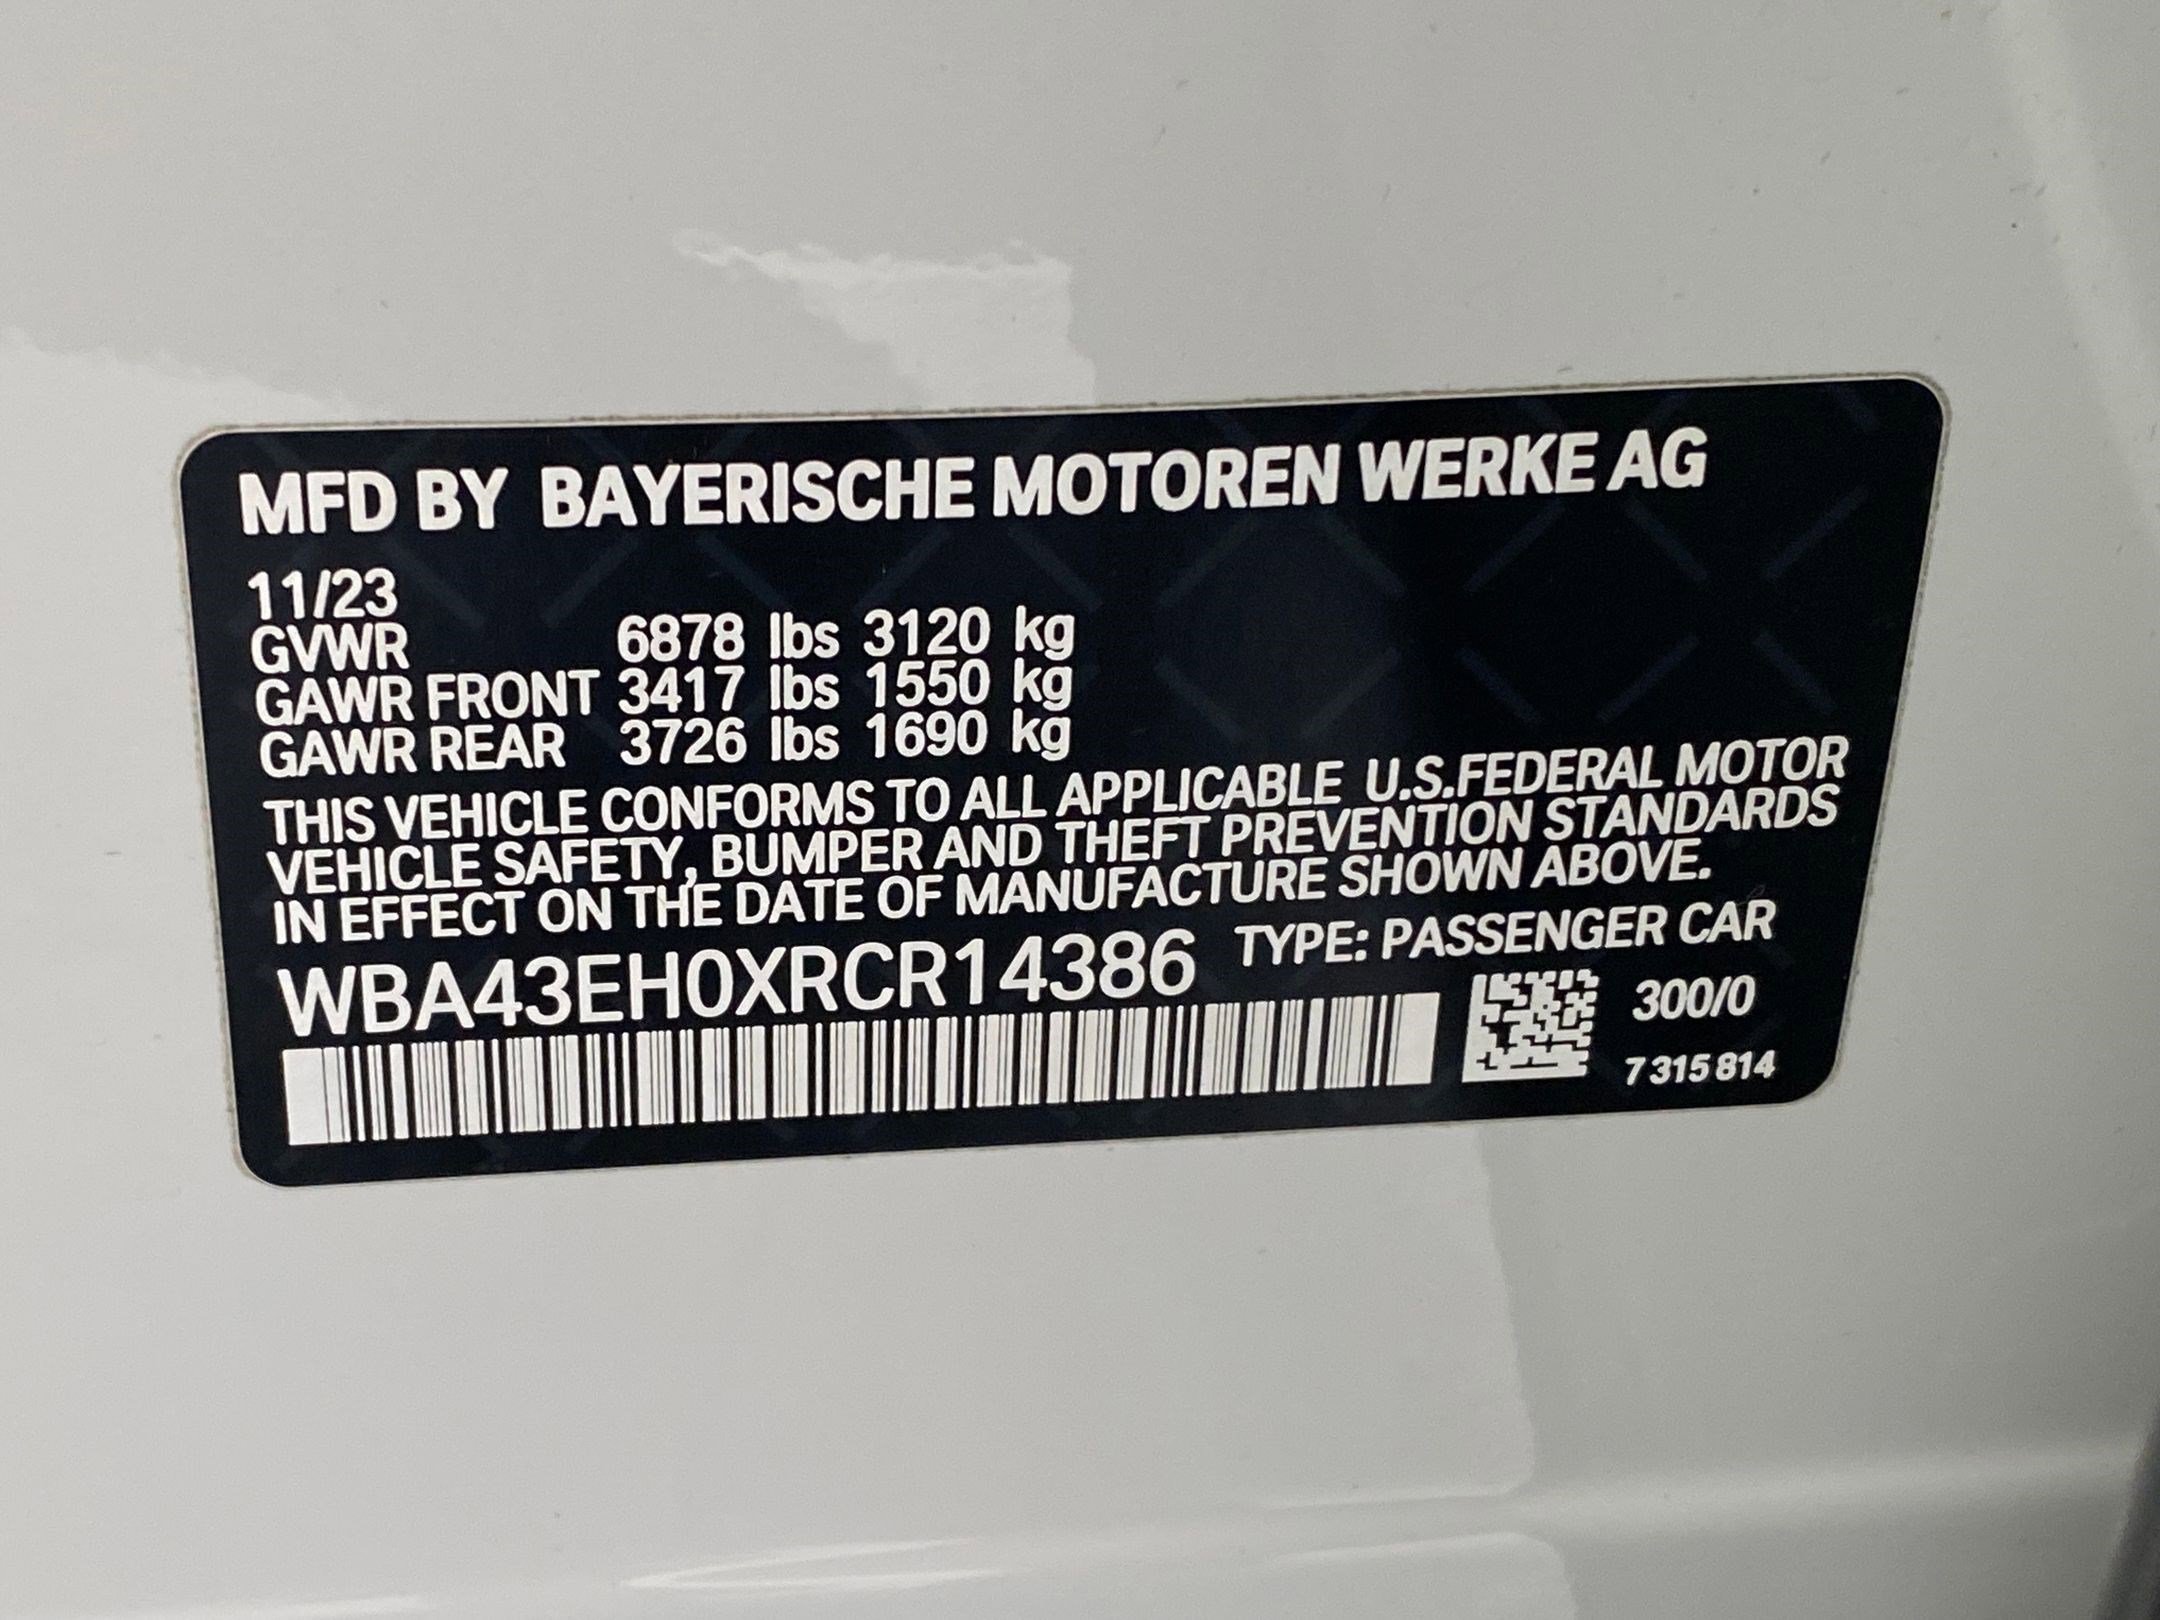 MFD BY BAYERISCHE MOTOREN WERKE AG
11/23
GVWR 6878 lbs 3120 kg
GAWR FRONT 3417 lbs 1550 kg
GAWR REAR 3726 lbs 1690 kg
THIS VEHICLE CONFORMS TO ALL APPLICABLE U.S.FEDERAL MOTOR
VEHICLE SAFETY, BUMPER AND THEFT PREVENTION STANDARDS
IN EFFECT ON THE DATE OF MANUFACTURE SHOWN ABOVE.
WBA43EH0XRCR14386 TYPE: PASSENGER CAR
300/0
7 315 814